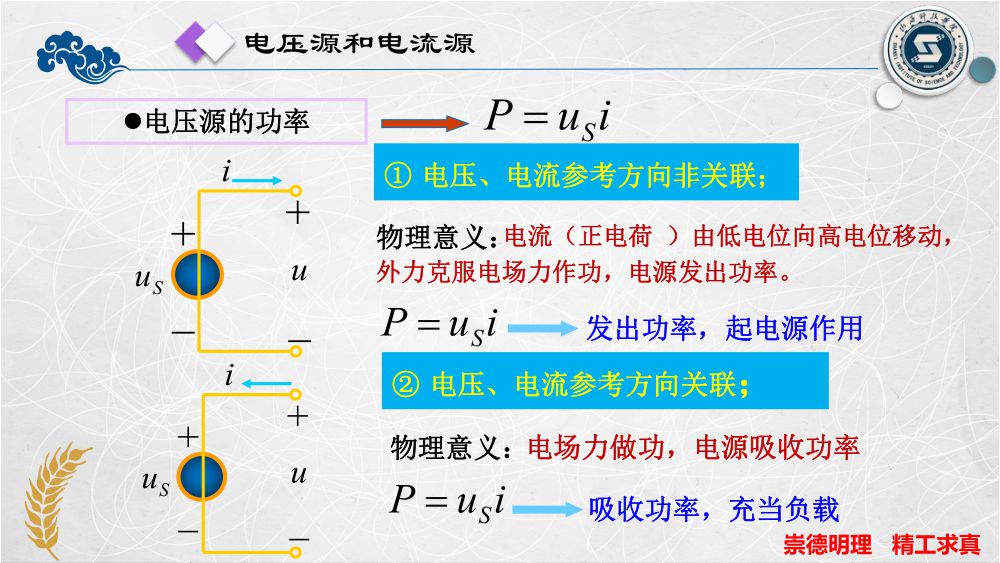 电压源和电流源
●电压源的功率
P = uSi
① 电压、电流参考方向非关联；
i
+
+
uS
u
−
−
物理意义：电流（正电荷 ）由低电位向高电位移动，
外力克服电场力作功，电源发出功率。
P = uSi
发出功率，起电源作用
② 电压、电流参考方向关联；
i
+
+
uS
u
−
−
物理意义：电场力做功，电源吸收功率
P = uSi
吸收功率，充当负载
崇德明理 精工求真